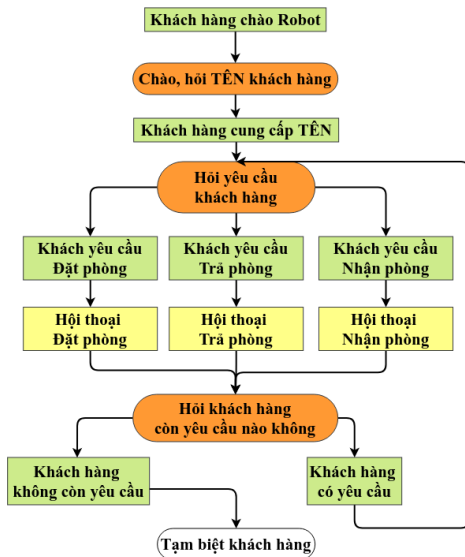 Khách hàng chào Robot
Chào, hỏi TÊN khách hàng
Khách hàng cung cấp TÊN
Hỏi yêu cầu
khách hàng
Khách yêu cầu
Đặt phòng
Khách yêu cầu
Trả phòng
Khách yêu cầu
Nhận phòng
Hội thoại
Đặt phòng
Hội thoại
Trả phòng
Hội thoại
Nhận phòng
Hỏi khách hàng
còn yêu cầu nào không
Khách hàng
không còn yêu cầu
Khách hàng
có yêu cầu
Tạm biệt khách hàng